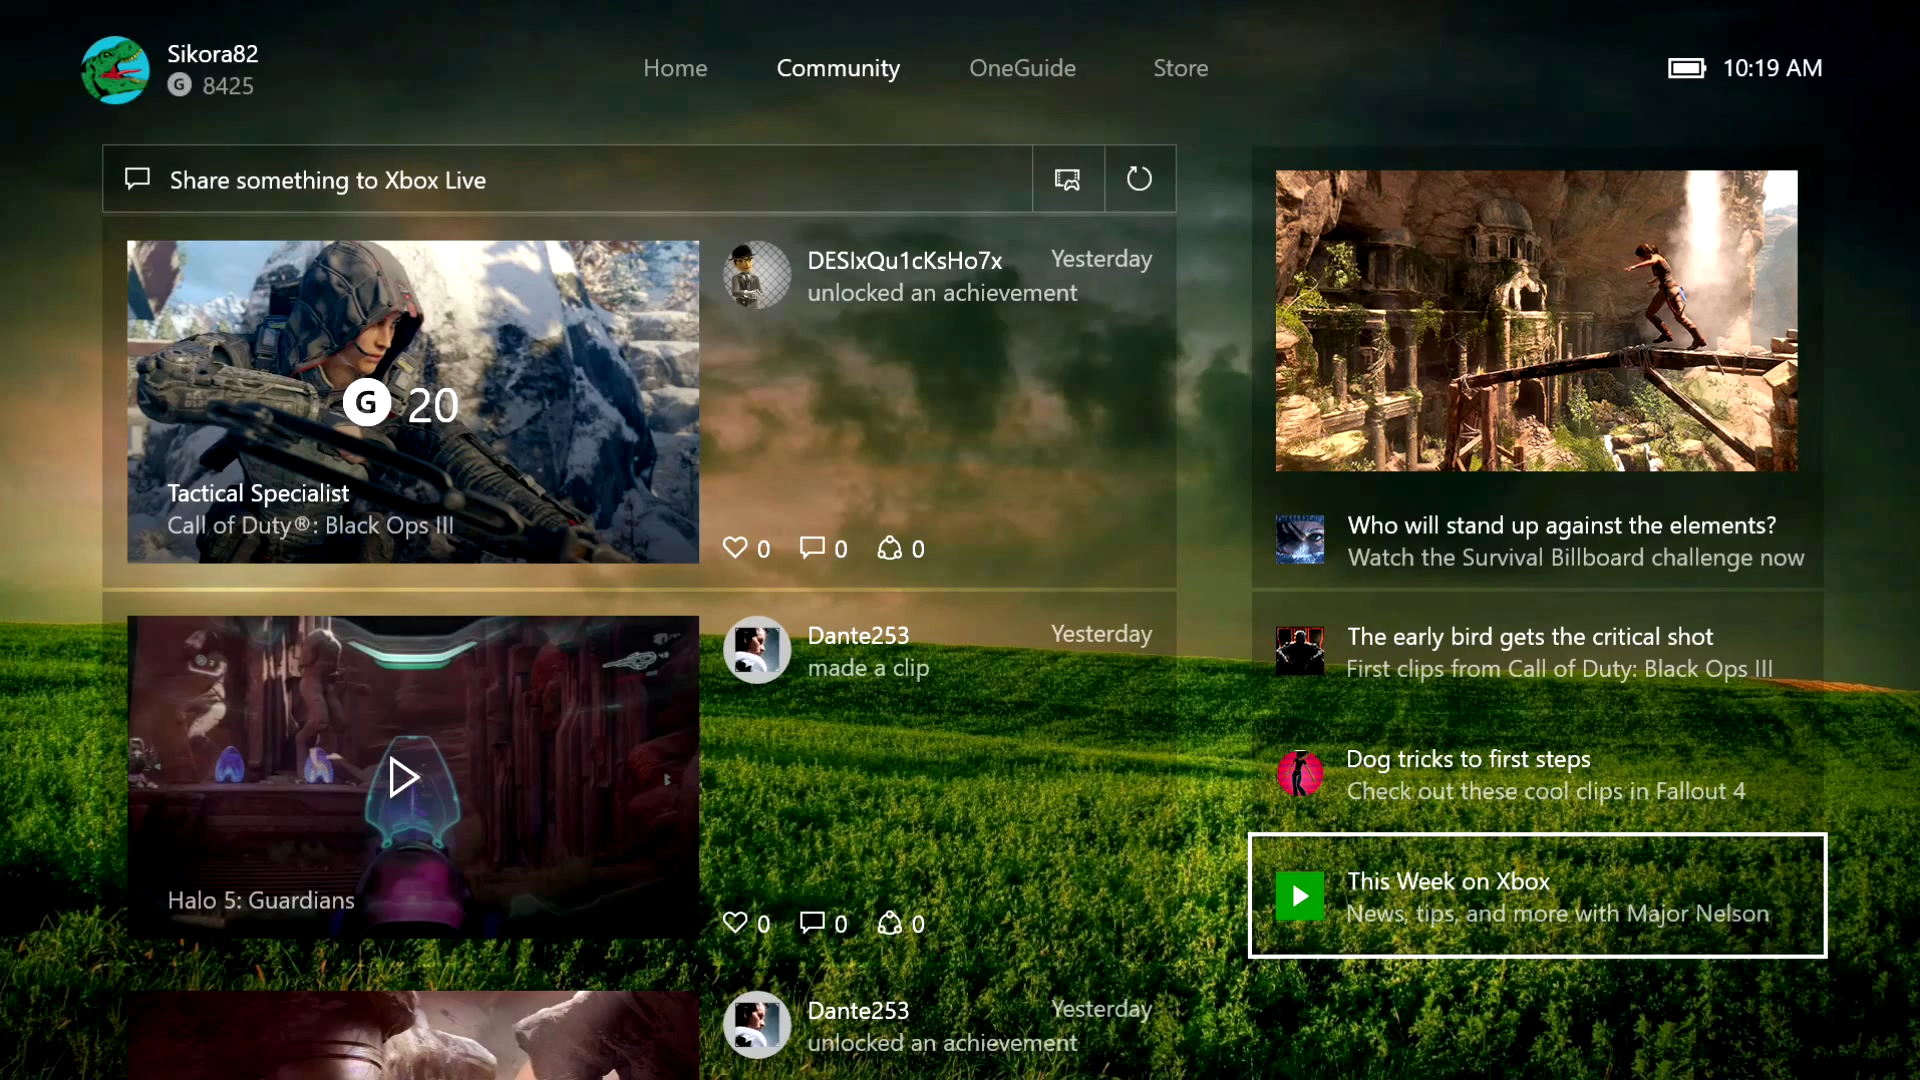 Sikora82
G 8425
Home
Community
OneGuide
Store
10:19 AM
Share something to Xbox Live
G 20
Tactical Specialist
Call of Duty®: Black Ops III
DESIxQu1cKsHo7x
Yesterday
unlocked an achievement
0 0 0
Halo 5: Guardians
Dante253
Yesterday
made a clip
0 0 0
Dante253
Yesterday
unlocked an achievement
Who will stand up against the elements?
Watch the Survival Billboard challenge now
The early bird gets the critical shot
First clips from Call of Duty: Black Ops III
Dog tricks to first steps
Check out these cool clips in Fallout 4
This Week on Xbox
News, tips, and more with Major Nelson